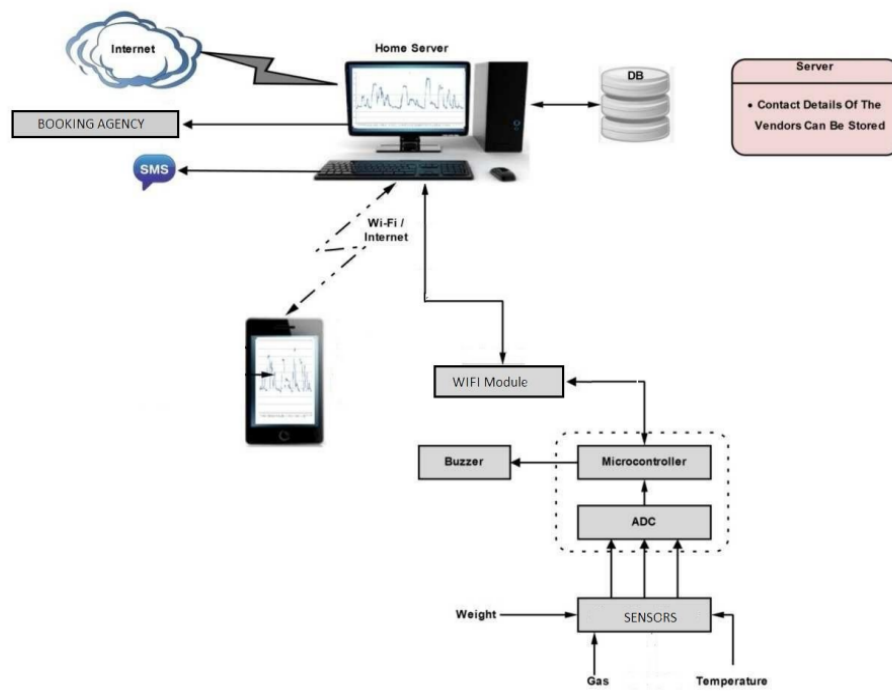 Internet
Home Server
DB
Server
• Contact Details Of The
Vendors Can Be Stored
BOOKING AGENCY
SMS
Wi-Fi /
Internet
WIFI Module
Buzzer
Microcontroller
ADC
Weight
SENSORS
Gas
Temperature